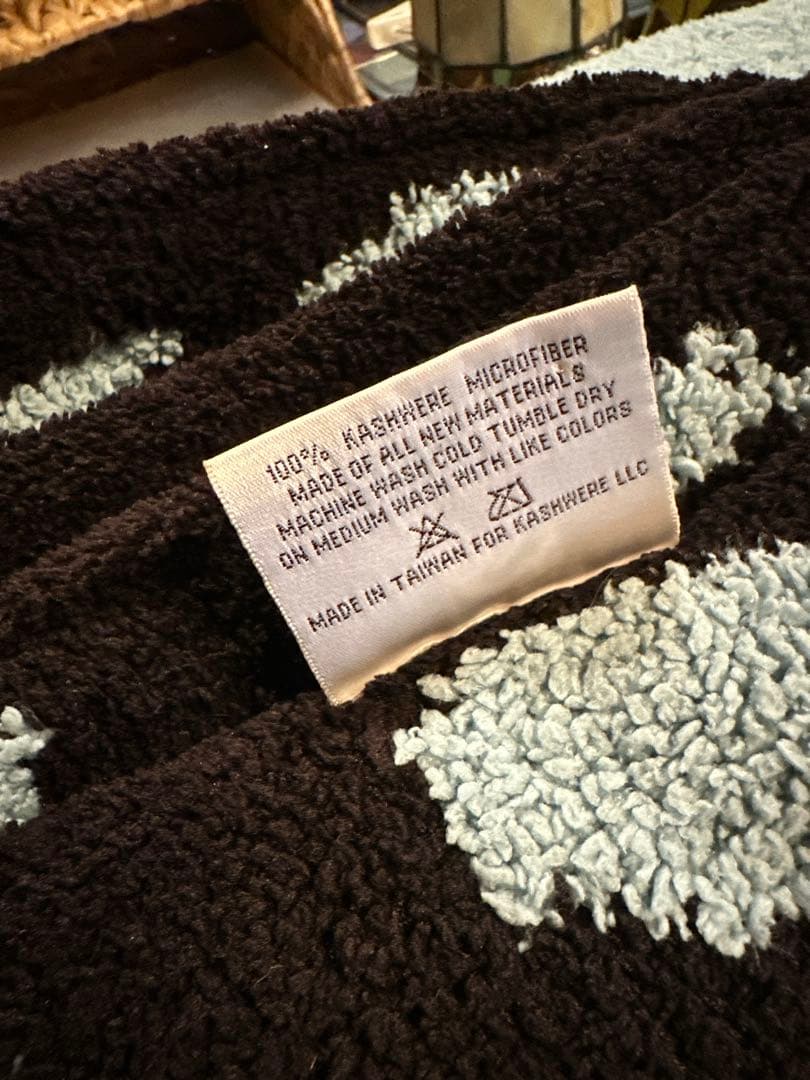 100% KASHWERE MICROFIBER
MADE OF ALL NEW MATERIALS
MACHINE WASH COLD TUMBLE DRY
ON MEDIUM WASH WITH LIKE COLORS
MADE IN TAIWAN FOR KASHWERE LLC